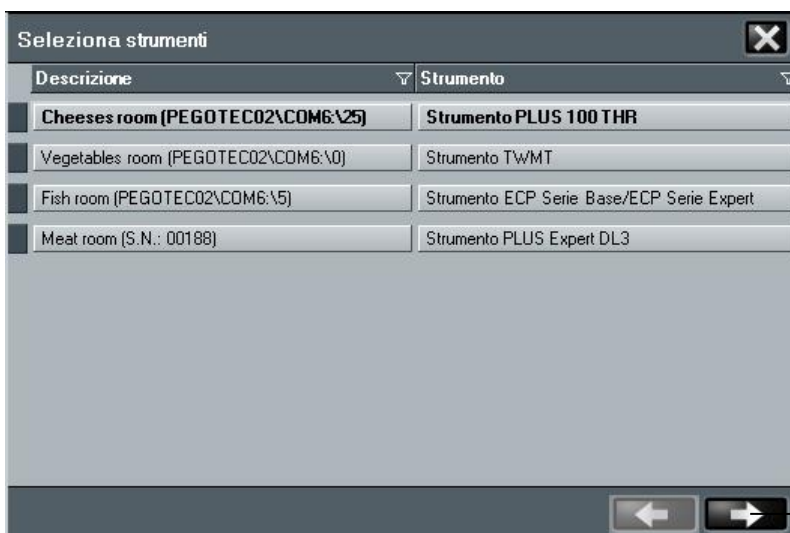 Seleziona strumenti
Descrizione Strumento
Cheeses room (PEGOTEC02\COM6:\25) Strumento PLUS 100 THR
Vegetables room (PEGOTEC02\COM6:\0) Strumento TWMT
Fish room (PEGOTEC02\COM6:\5) Strumento ECP Serie Base/ECP Serie Expert
Meat room (S.N.: 00188) Strumento PLUS Expert DL3